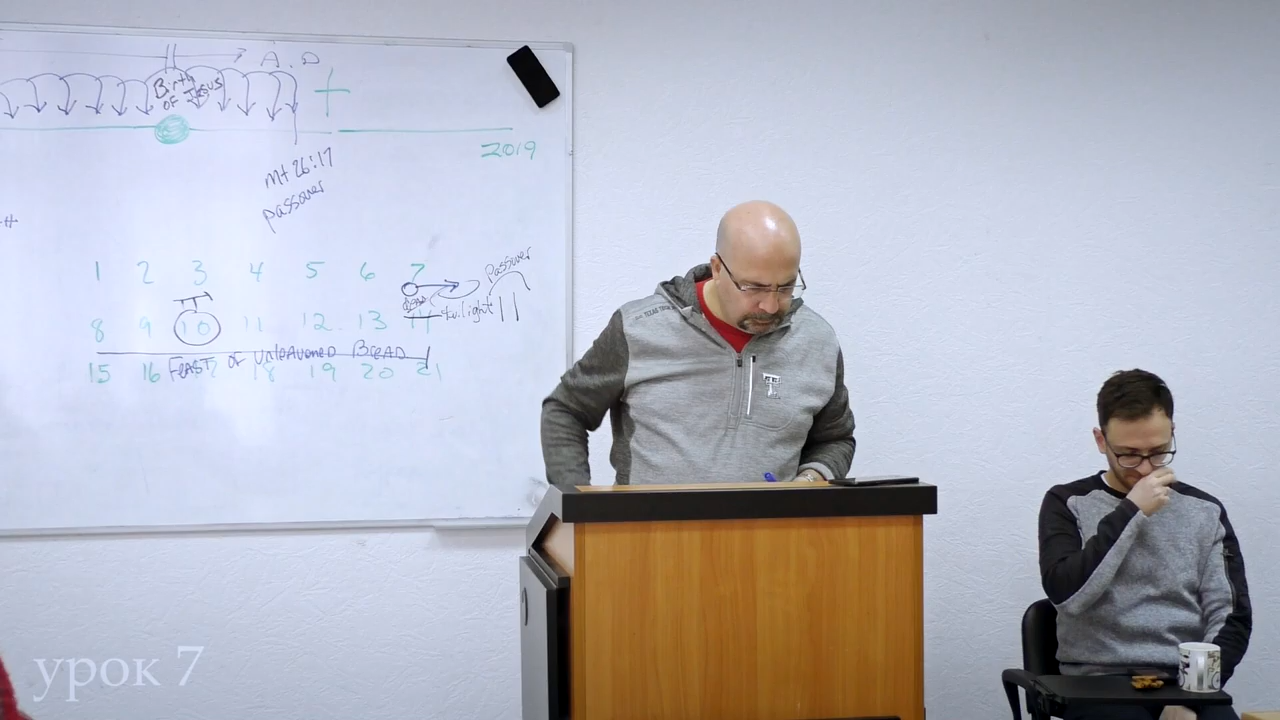 A.D
Birth
OF Jesus
2019
Mt 26:17
passover
1 2 3 4 5 6 7
Passover
twilight
8 9 10 11 12 13 14
FEAST OF Unleavened BREAD
15 16 18 19 20 21
урок 7